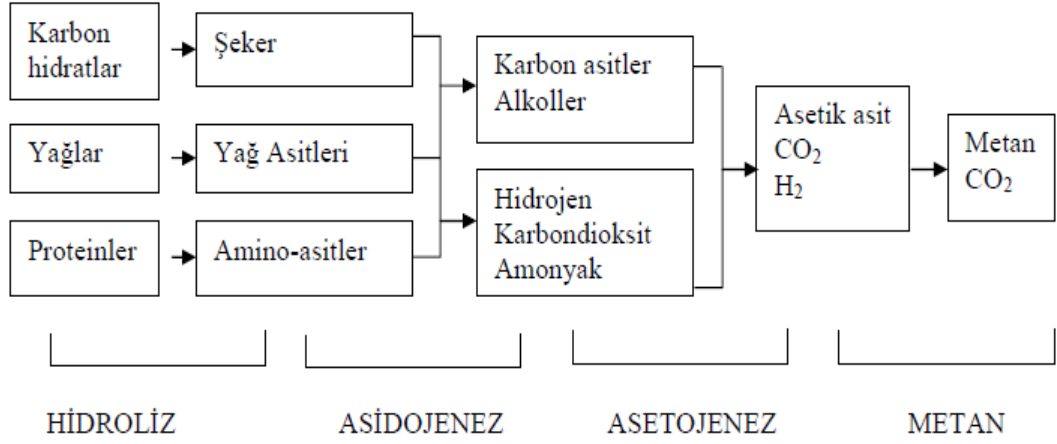 Karbon
hidratlar
Şeker
Karbon asitler
Alkoller
Asetik asit
CO₂
H₂
Metan
CO₂
Yağlar
Yağ Asitleri
Hidrojen
Karbondioksit
Amonyak
Proteinler
Amino-asitler
HİDROLİZ
ASİDOJENEZ
ASETOJENEZ
METAN